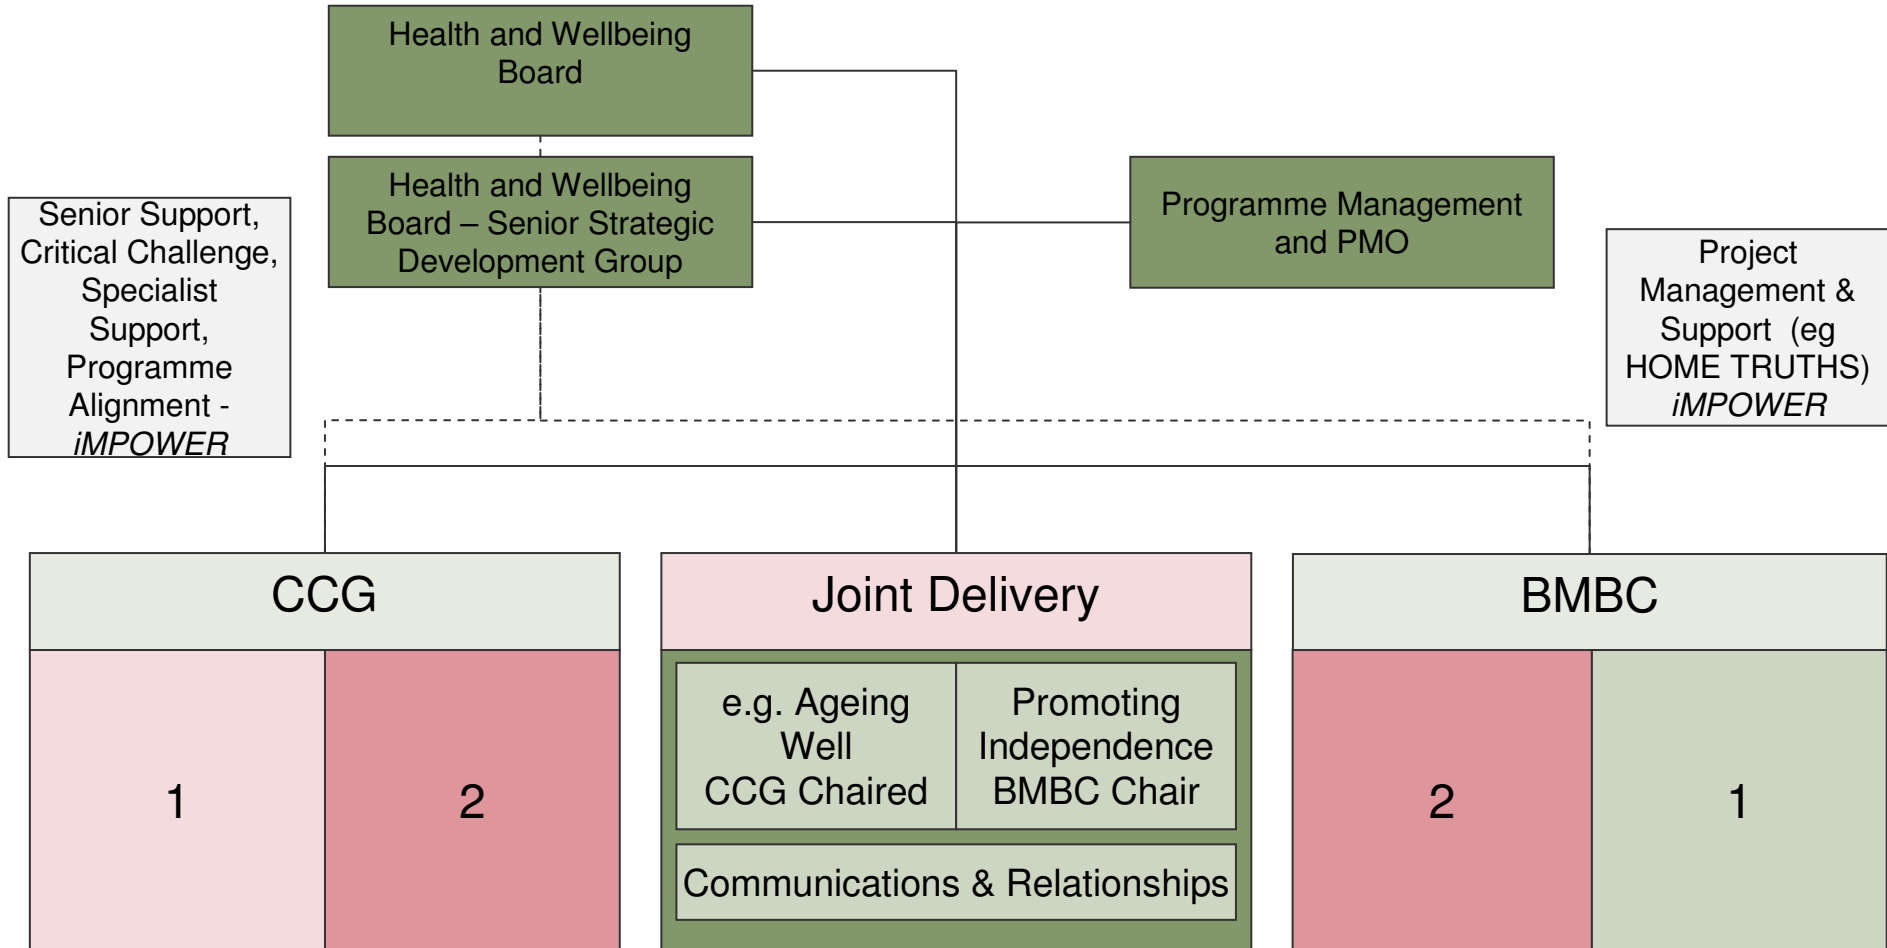 Health and Wellbeing
Board
Health and Wellbeing
Board – Senior Strategic
Development Group
Programme Management
and PMO
Senior Support,
Critical Challenge,
Specialist
Support,
Programme
Alignment -
iMPOWER
Project
Management &
Support (eg
HOME TRUTHS)
iMPOWER
CCG
1
2
Joint Delivery
e.g. Ageing
Well
CCG Chaired
Promoting
Independence
BMBC Chair
Communications & Relationships
BMBC
2
1